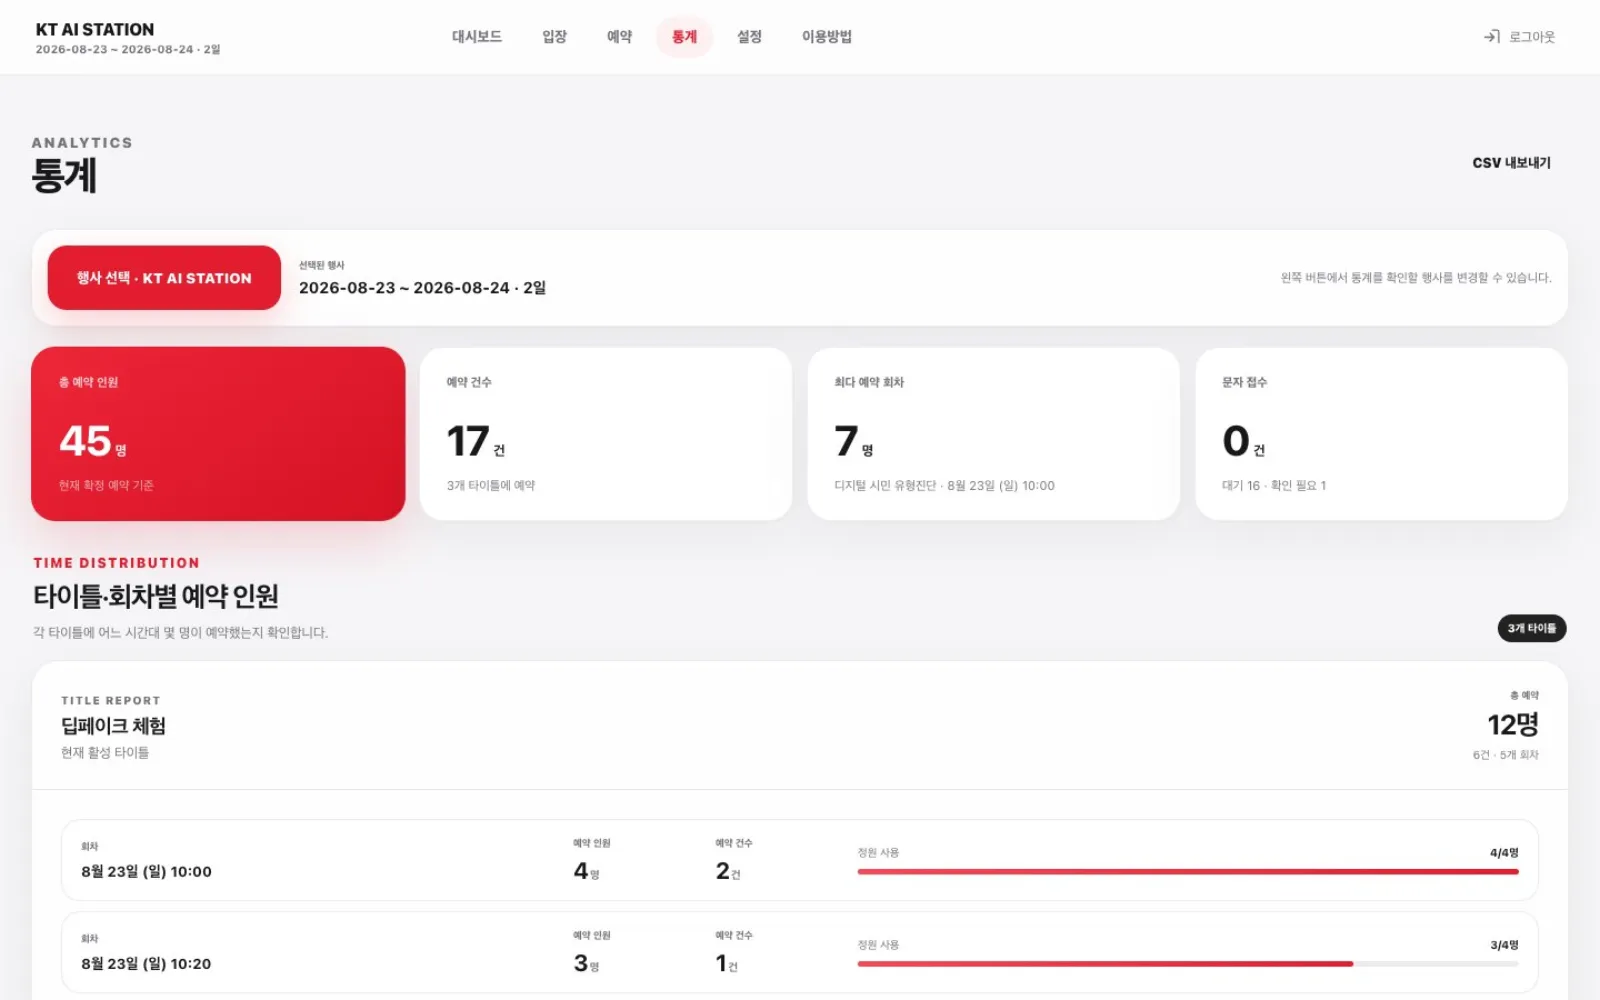 KT AI STATION
2026-08-23 ~ 2026-08-24 · 2일
대시보드
입장
예약
통계
설정
이용방법
로그아웃
ANALYTICS
통계
CSV 내보내기
행사 선택 · KT AI STATION
선택된 행사
2026-08-23 ~ 2026-08-24 · 2일
왼쪽 버튼에서 통계를 확인할 행사를 변경할 수 있습니다.
총 예약 인원
45명
현재 확정 예약 기준
예약 건수
17건
3개 타이틀에 예약
최다 예약 회차
7명
디지털 시민 유형진단 · 8월 23일 (일) 10:00
문자 접수
0건
대기 16 · 확인 필요 1
TIME DISTRIBUTION
타이틀·회차별 예약 인원
각 타이틀에 어느 시간대 몇 명이 예약했는지 확인합니다.
3개 타이틀
TITLE REPORT
딥페이크 체험
현재 활성 타이틀
총 예약
12명
6건 · 5개 회차
회차
8월 23일 (일) 10:00
예약 인원
4명
예약 건수
2건
정원 사용
4/4명
회차
8월 23일 (일) 10:20
예약 인원
3명
예약 건수
1건
정원 사용
3/4명